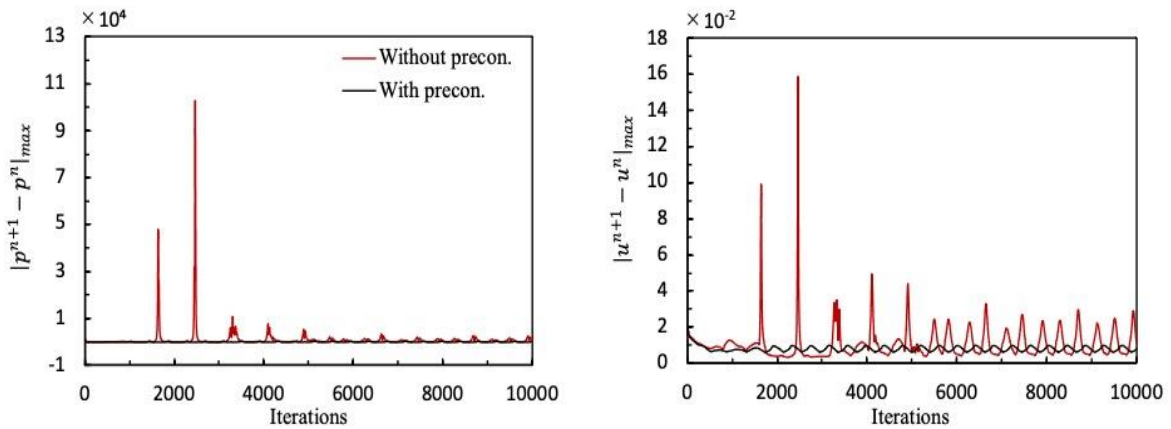 × 10⁴
13
11
9
7
5
3
1
-1
|pⁿ⁺¹ − pⁿ|ₘₐₓ
Without precon.
With precon.
0 2000 4000 6000 8000 10000
Iterations
× 10⁻²
18
16
14
12
10
8
6
4
2
0
|uⁿ⁺¹ − uⁿ|ₘₐₓ
0 2000 4000 6000 8000 10000
Iterations